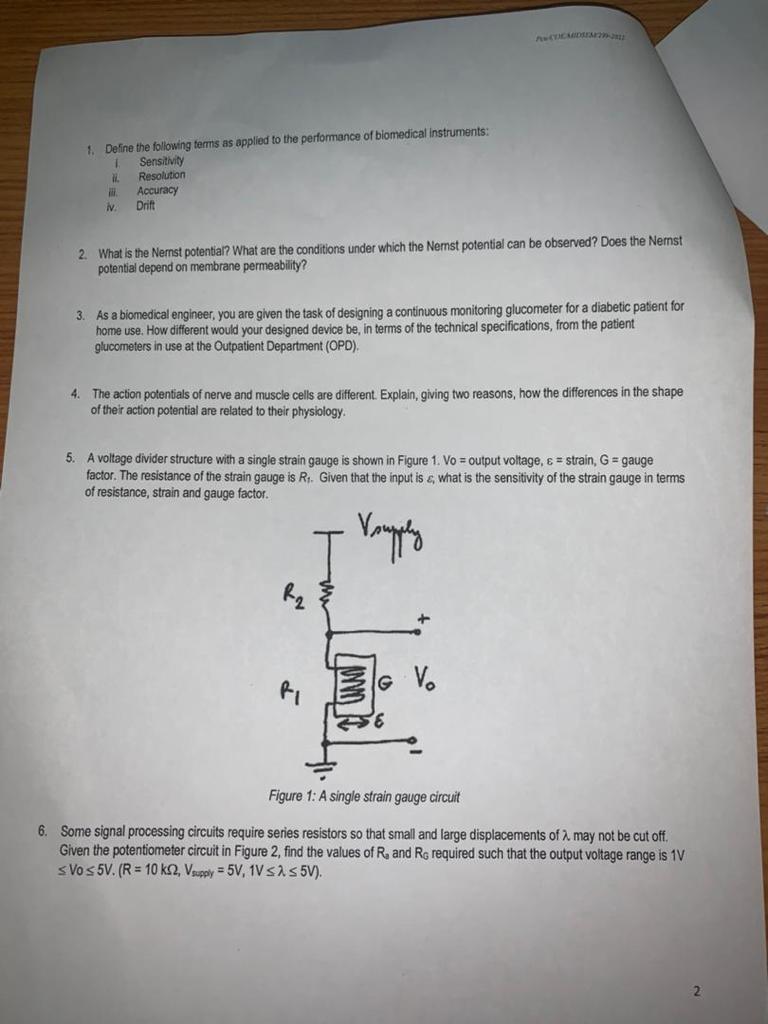 1. Define the following terms as applied to the performance of biomedical instruments:
i. Sensitivity
ii. Resolution
iii. Accuracy
iv. Drift
2. What is the Nernst potential? What are the conditions under which the Nernst potential can be observed? Does the Nernst
potential depend on membrane permeability?
3. As a biomedical engineer, you are given the task of designing a continuous monitoring glucometer for a diabetic patient for
home use. How different would your designed device be, in terms of the technical specifications, from the patient
glucometers in use at the Outpatient Department (OPD).
4. The action potentials of nerve and muscle cells are different. Explain, giving two reasons, how the differences in the shape
of their action potential are related to their physiology.
5. A voltage divider structure with a single strain gauge is shown in Figure 1. Vo = output voltage, ε = strain, G = gauge
factor. The resistance of the strain gauge is R₁. Given that the input is ε, what is the sensitivity of the strain gauge in terms
of resistance, strain and gauge factor.
Vsupply
R₂
+
R₁ G Vo
ε
-
Figure 1: A single strain gauge circuit
6. Some signal processing circuits require series resistors so that small and large displacements of λ may not be cut off.
Given the potentiometer circuit in Figure 2, find the values of Rₐ and R_G required such that the output voltage range is 1V
≤ Vo ≤ 5V. (R = 10 kΩ, Vsupply = 5V, 1V ≤ λ ≤ 5V).
2